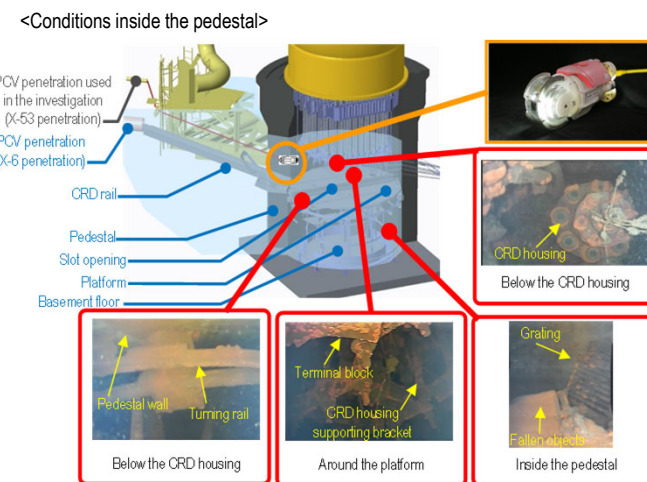 <Conditions inside the pedestal>
PCV penetration used
in the investigation
(X-53 penetration)
PCV penetration
(X-6 penetration)
CRD rail
Pedestal
Slot opening
Platform
Basement floor
CRD housing
Below the CRD housing
Pedestal wall
Turning rail
Below the CRD housing
Terminal block
CRD housing
supporting bracket
Around the platform
Grating
Fallen objects
Inside the pedestal